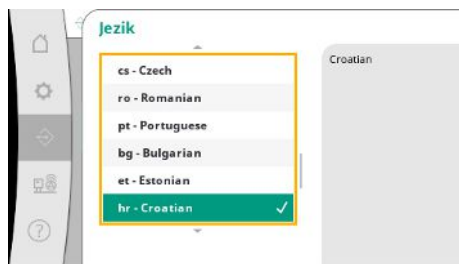 Jezik
cs - Czech
ro - Romanian
pt - Portuguese
bg - Bulgarian
et - Estonian
hr - Croatian
Croatian
?